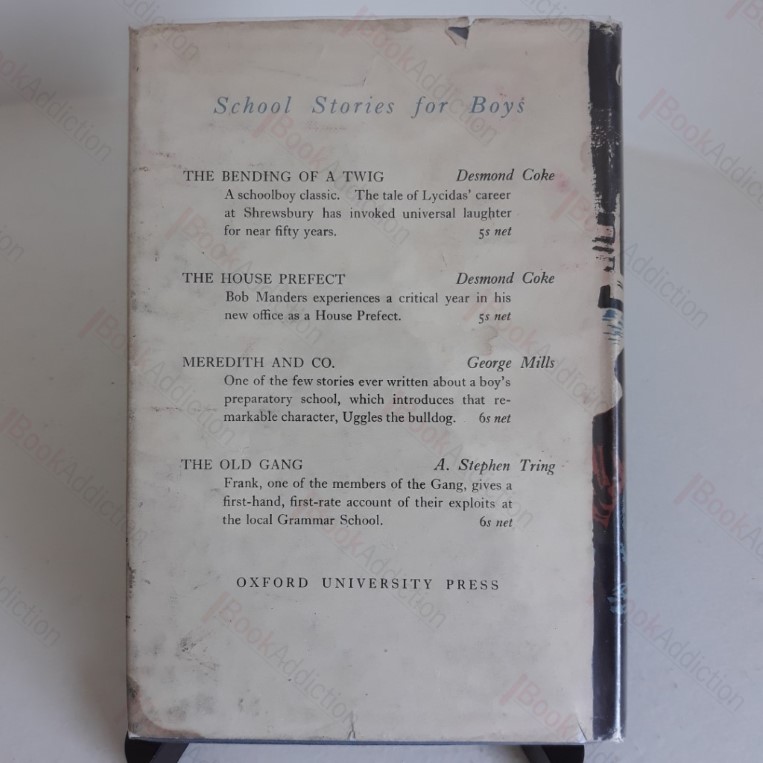 School Stories for Boys
THE BENDING OF A TWIG Desmond Coke
A schoolboy classic. The tale of Lycidas' career
at Shrewsbury has invoked universal laughter
for near fifty years. 5s net
THE HOUSE PREFECT Desmond Coke
Bob Manders experiences a critical year in his
new office as a House Prefect. 5s net
MEREDITH AND CO. George Mills
One of the few stories ever written about a boy's
preparatory school, which introduces that re-
markable character, Uggles the bulldog. 6s net
THE OLD GANG A. Stephen Tring
Frank, one of the members of the Gang, gives a
first-hand, first-rate account of their exploits at
the local Grammar School. 6s net
OXFORD UNIVERSITY PRESS
BookAddiction